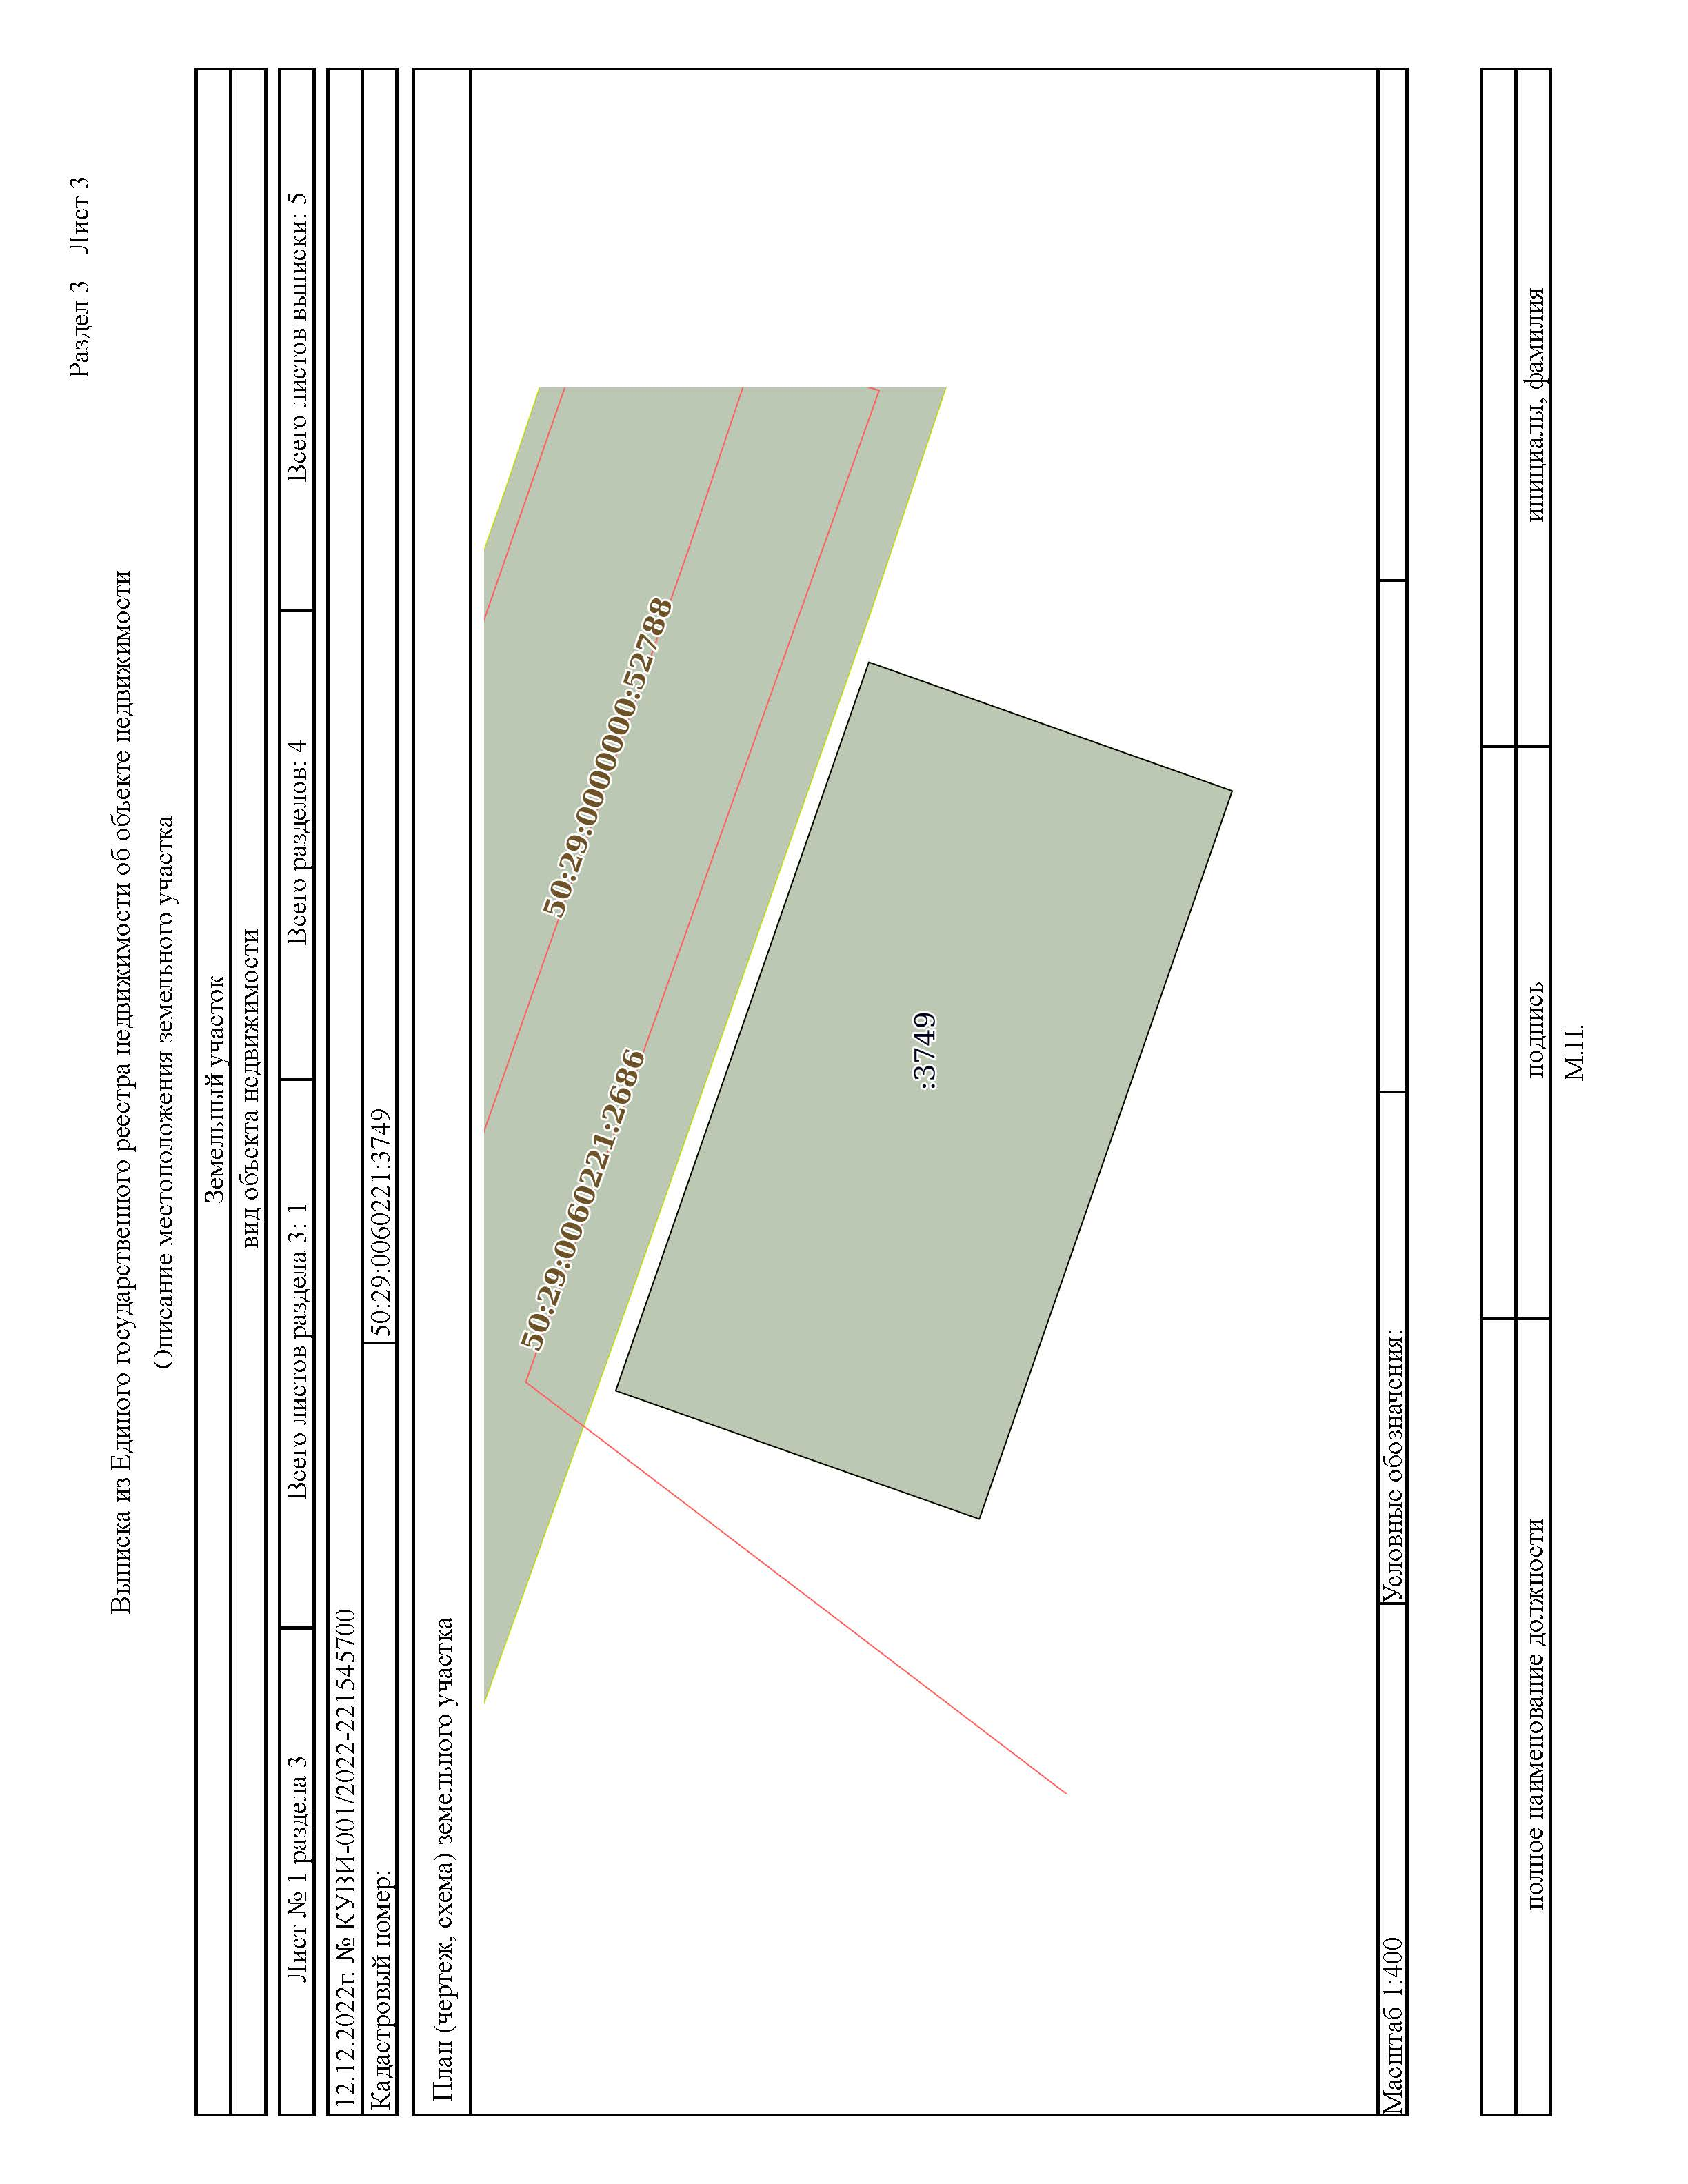 Раздел 3 Лист 3
Выписка из Единого государственного реестра недвижимости об объекте недвижимости
Описание местоположения земельного участка
Земельный участок
вид объекта недвижимости
Лист № 1 раздела 3 Всего листов раздела 3: 1 Всего разделов: 4 Всего листов выписки: 5
12.12.2022г. № КУВИ-001/2022-221545700
Кадастровый номер: 50:29:0060221:3749
План (чертеж, схема) земельного участка
50:29:0060221:2686
50:29:0000000:52788
:3749
Масштаб 1:400 Условные обозначения:
полное наименование должности подпись инициалы, фамилия
М.П.